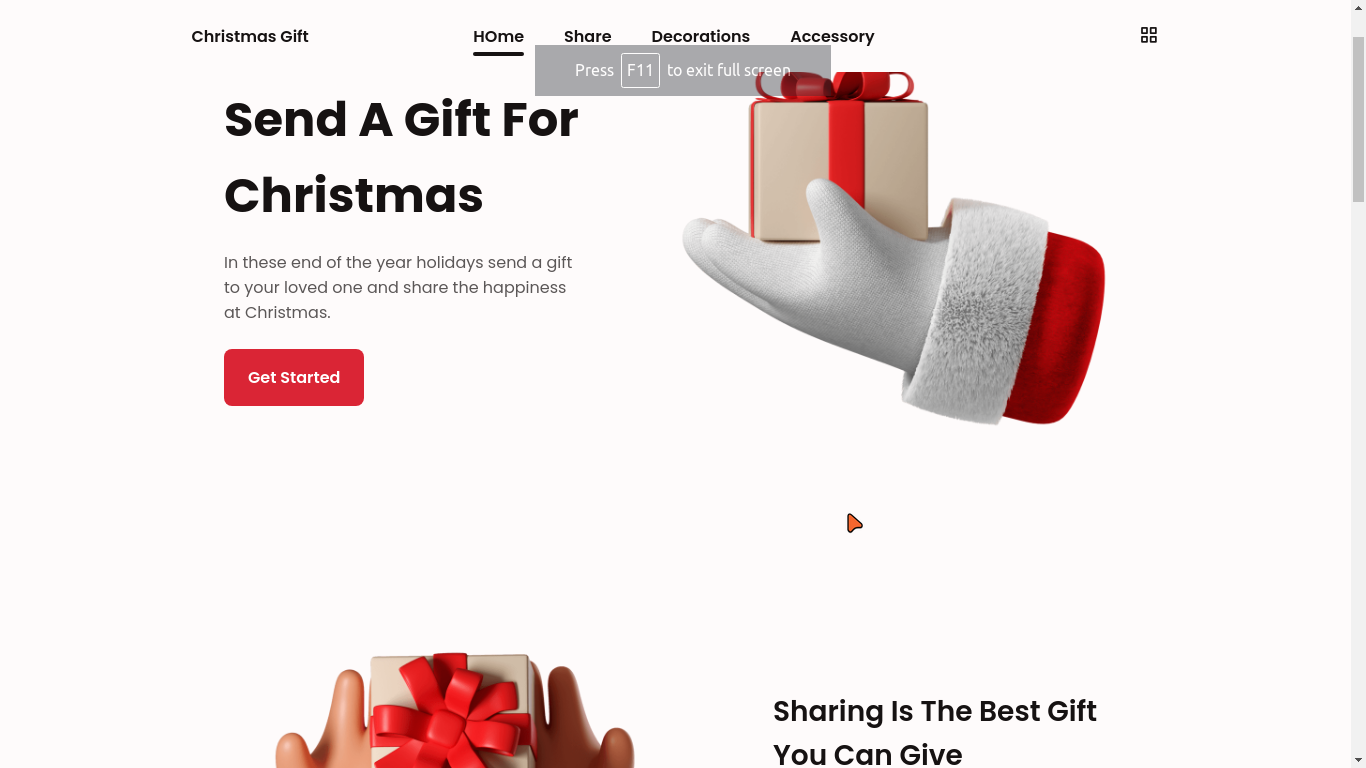 Christmas Gift
HOme
Share
Decorations
Accessory
Press F11 to exit full screen
Send A Gift For
Christmas
In these end of the year holidays send a gift
to your loved one and share the happiness
at Christmas.
Get Started
Sharing Is The Best Gift
You Can Give